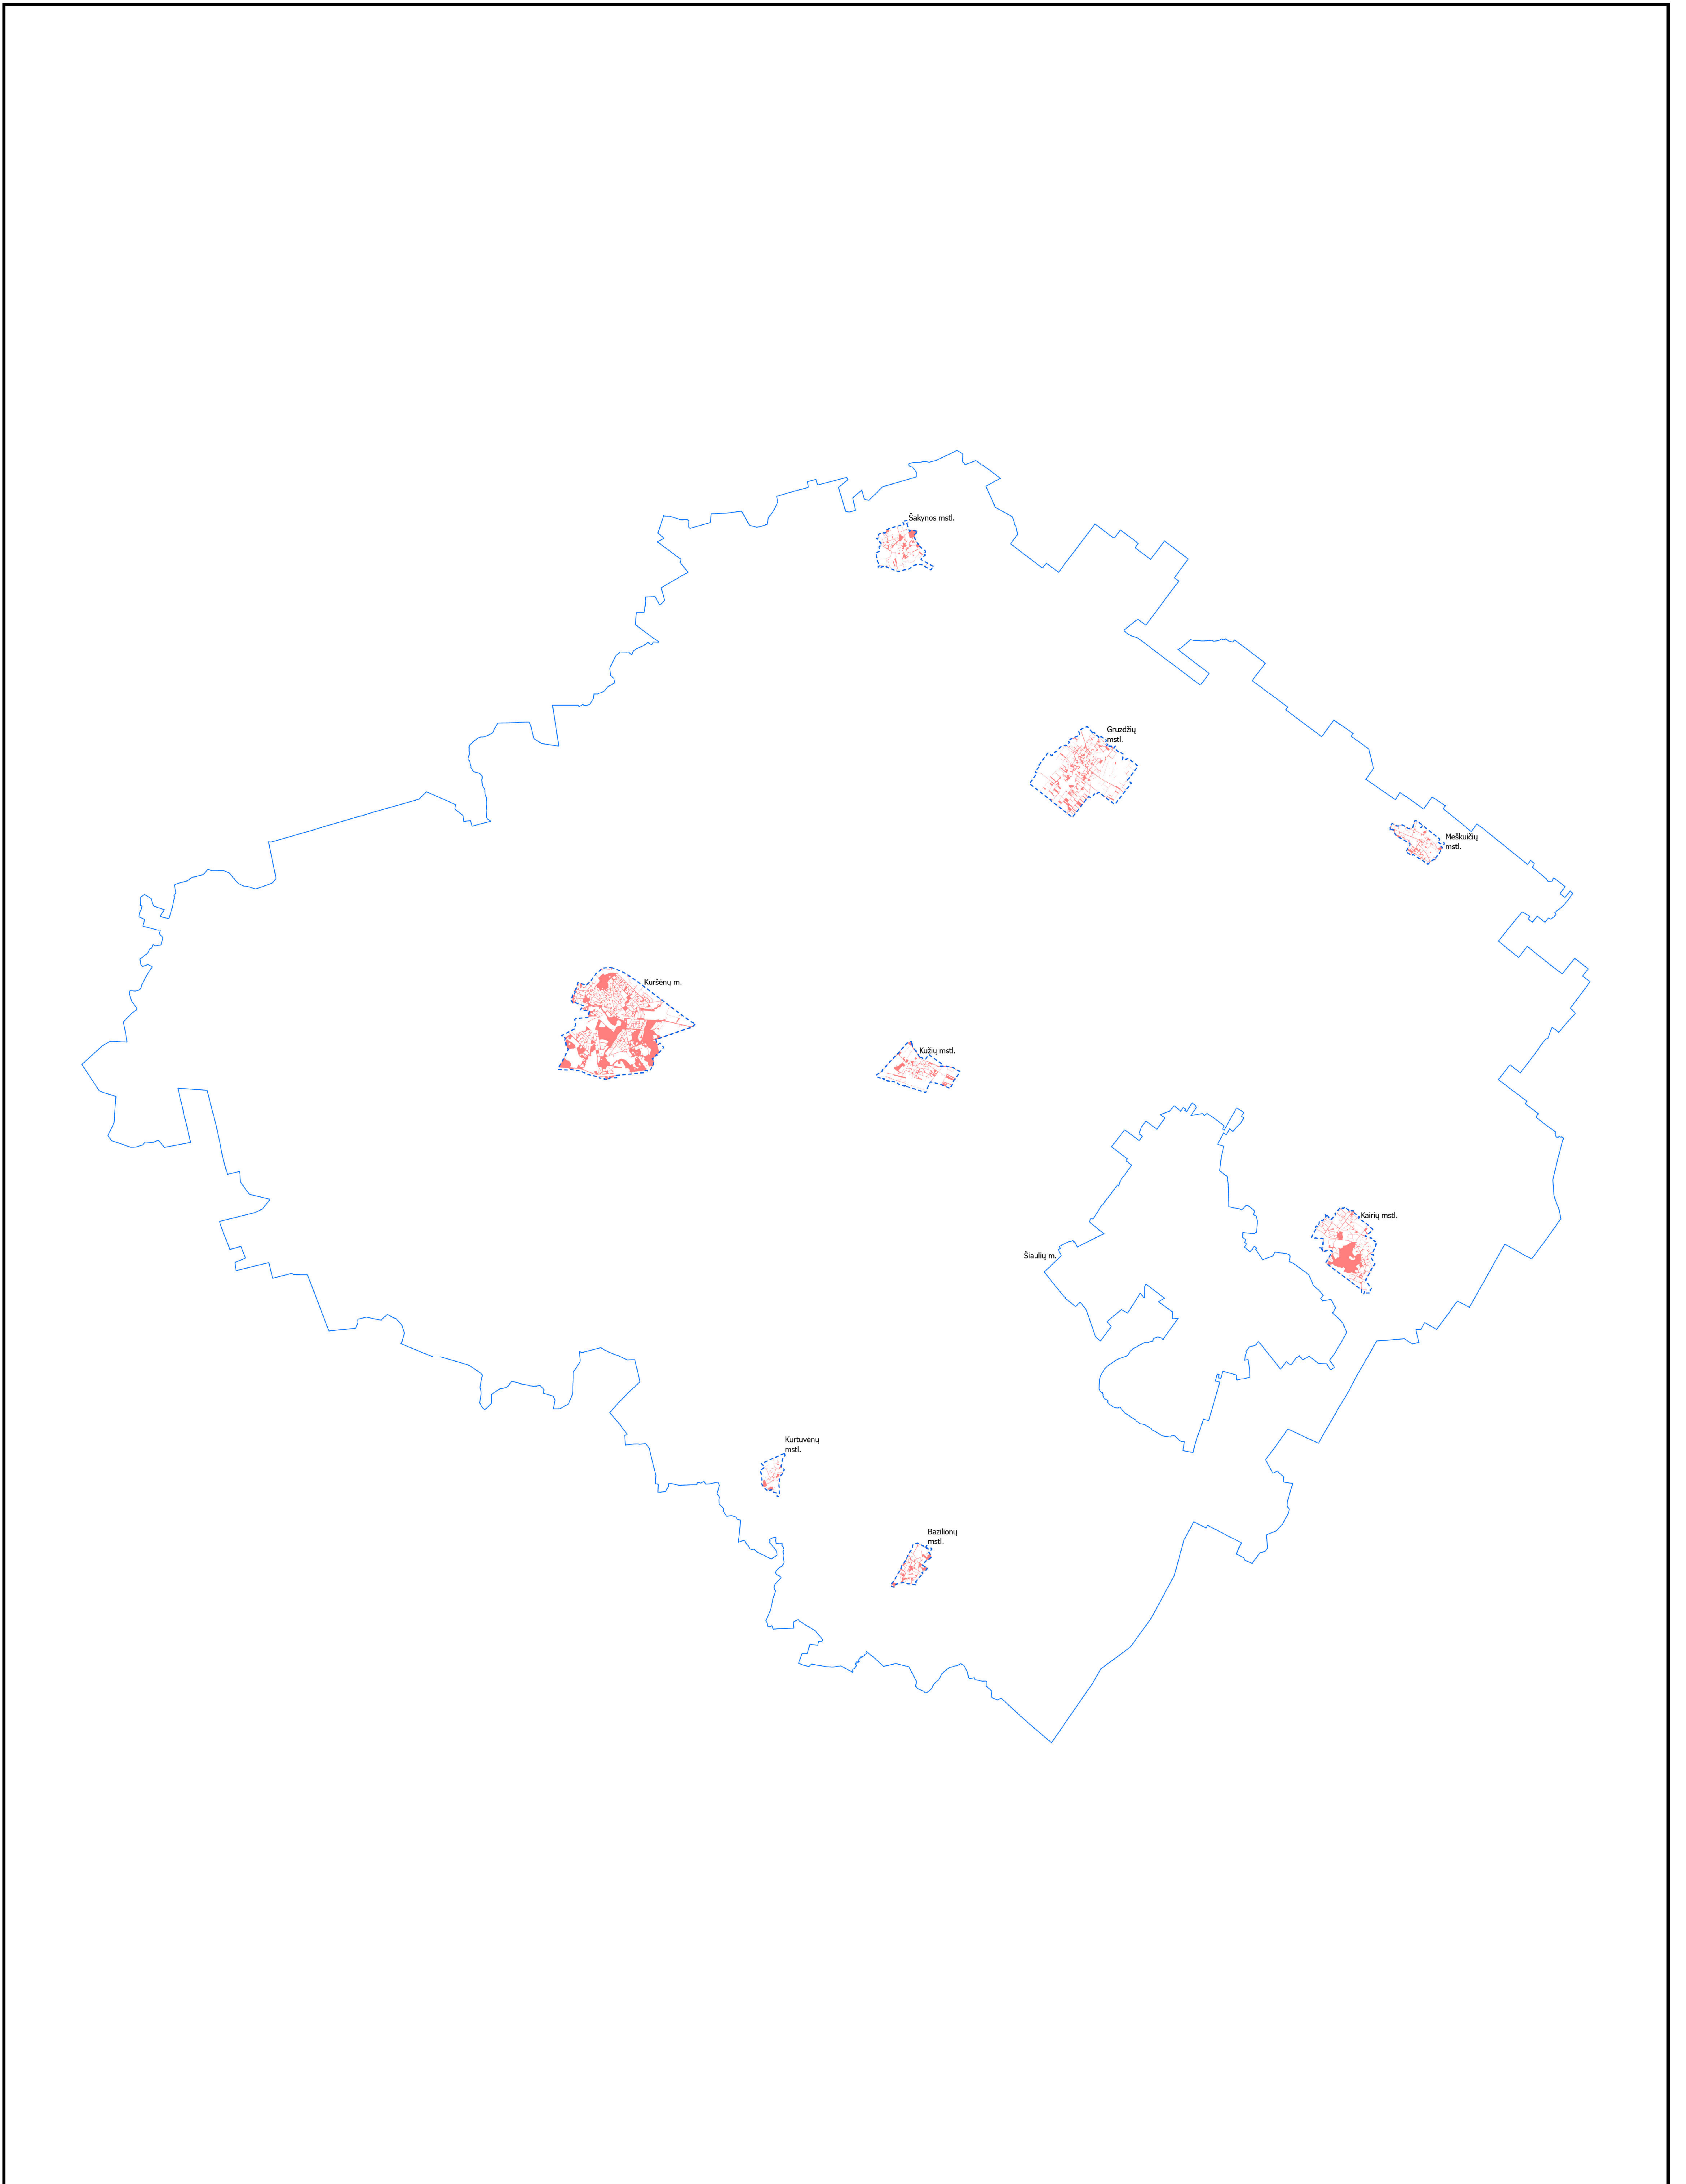 Šakynos mstl.
Gruzdžių
mstl.
Meškuičių
mstl.
Kuršėnų m.
Kužių mstl.
Kairių mstl.
Šiaulių m.
Kurtuvėnų
mstl.
Bazilionų
mstl.